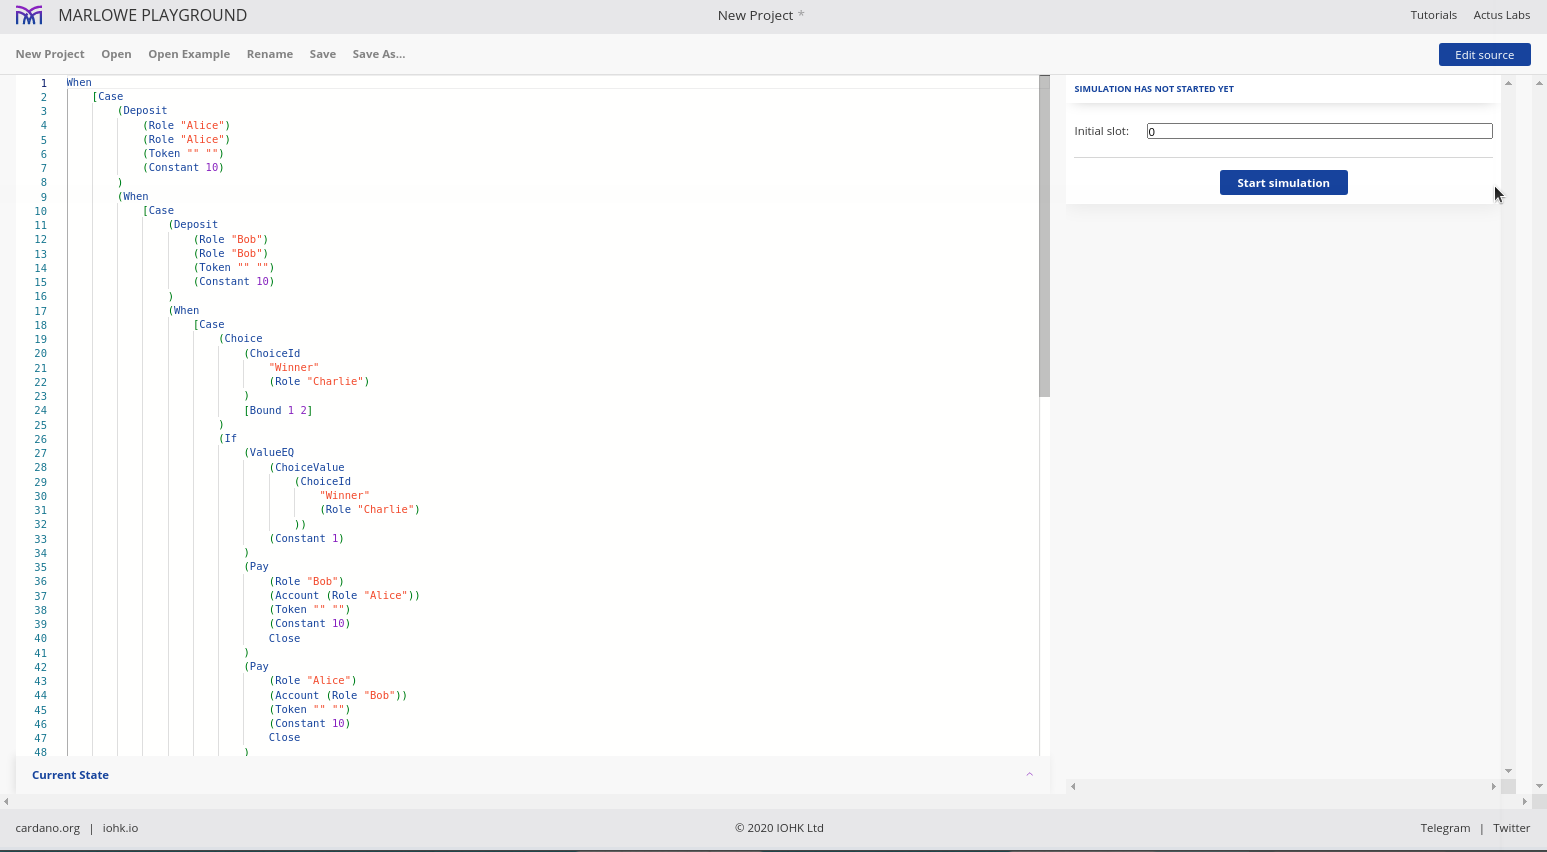 MARLOWE PLAYGROUND
New Project *
Tutorials
Actus Labs
New Project
Open
Open Example
Rename
Save
Save As...
Edit source
1 When
2 [Case
3 (Deposit
4 (Role "Alice")
5 (Role "Alice")
6 (Token "" "")
7 (Constant 10)
8 )
9 (When
10 [Case
11 (Deposit
12 (Role "Bob")
13 (Role "Bob")
14 (Token "" "")
15 (Constant 10)
16 )
17 (When
18 [Case
19 (Choice
20 (ChoiceId
21 "Winner"
22 (Role "Charlie")
23 )
24 [Bound 1 2]
25 )
26 (If
27 (ValueEQ
28 (ChoiceValue
29 (ChoiceId
30 "Winner"
31 (Role "Charlie")
32 ))
33 (Constant 1)
34 )
35 (Pay
36 (Role "Bob")
37 (Account (Role "Alice"))
38 (Token "" "")
39 (Constant 10)
40 Close
41 )
42 (Pay
43 (Role "Alice")
44 (Account (Role "Bob"))
45 (Token "" "")
46 (Constant 10)
47 Close
48 )
SIMULATION HAS NOT STARTED YET
Initial slot: 0
Start simulation
Current State
cardano.org | iohk.io
© 2020 IOHK Ltd
Telegram | Twitter